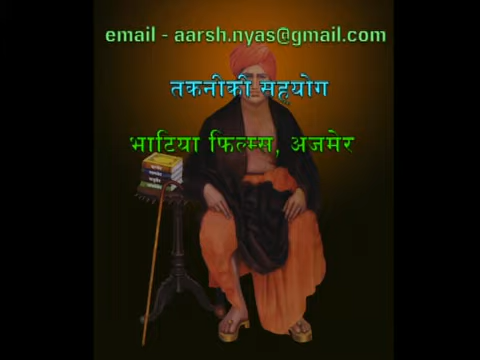 email - aarsh.nyas@gmail.com
तकनीकी सहयोग
भाटिया फिल्म्स, अजमेर